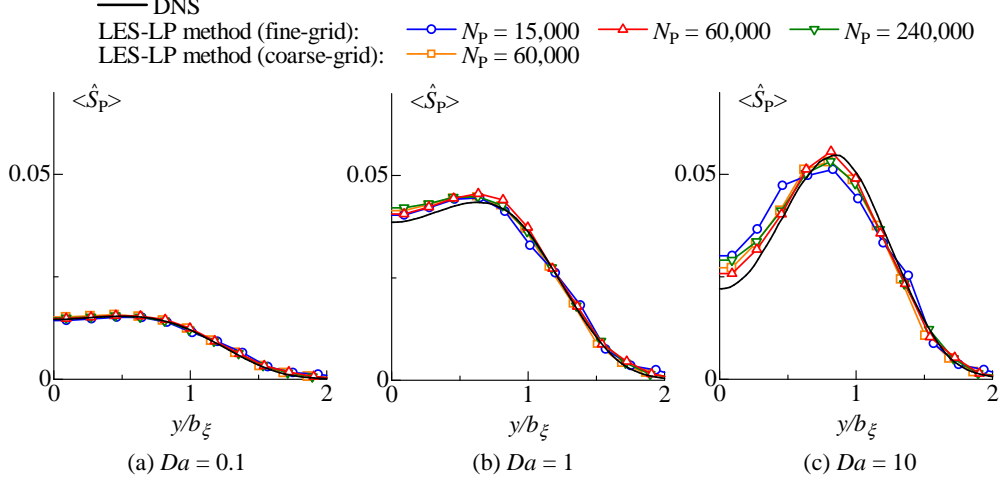 DNS
LES-LP method (fine-grid): N_P = 15,000 N_P = 60,000 N_P = 240,000
LES-LP method (coarse-grid): N_P = 60,000
<Ŝ_P> <Ŝ_P> <Ŝ_P>
0.05 0.05 0.05
0 0 0
0 1 2 0 1 2 0 1 2
y/b_ξ y/b_ξ y/b_ξ
(a) Da = 0.1 (b) Da = 1 (c) Da = 10